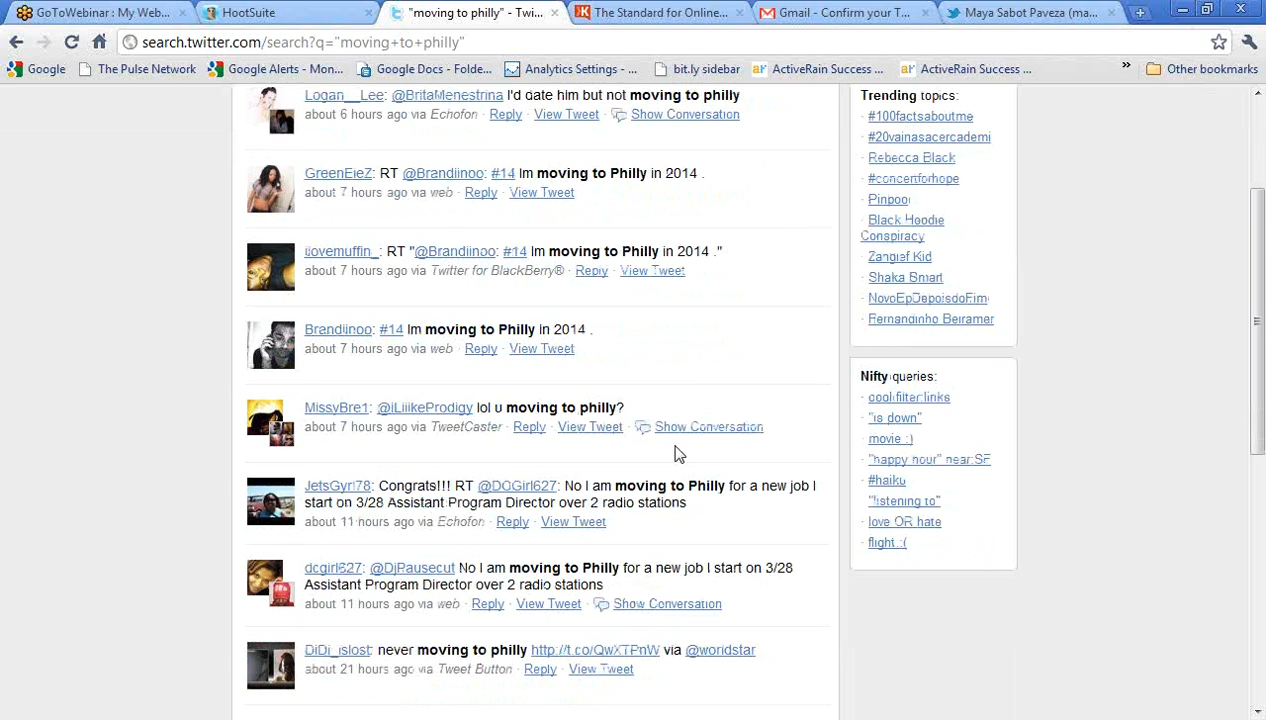 GoToWebinar : My Web...
HootSuite
"moving to philly" - Twi...
The Standard for Online...
Gmail - Confirm your T...
Maya Sabot Paveza (ma...
search.twitter.com/search?q="moving+to+philly"
Google
The Pulse Network
Google Alerts - Mon...
Google Docs - Folde...
Analytics Settings - ...
bit.ly sidebar
ActiveRain Success ...
ActiveRain Success ...
»
Other bookmarks
Logan__Lee: @BritaMenestrina I'd date him but not moving to philly
about 6 hours ago via Echofon · Reply · View Tweet · Show Conversation
GreenEieZ: RT @Brandiinoo: #14 Im moving to Philly in 2014 .
about 7 hours ago via web · Reply · View Tweet
RT "@Brandiinoo: #14 Im moving to Philly in 2014 ."
about 7 hours ago via Twitter for BlackBerry® · Reply · View Tweet
Brandiinoo: #14 Im moving to Philly in 2014 .
about 7 hours ago via web · Reply · View Tweet
MissyBre1: @iLiiikeProdigy lol u moving to philly?
about 7 hours ago via TweetCaster · Reply · View Tweet · Show Conversation
JetsGyrl78: Congrats!!! RT @DCGirl627: No I am moving to Philly for a new job I
start on 3/28 Assistant Program Director over 2 radio stations
about 11 hours ago via Echofon · Reply · View Tweet
dcgirl627: @DjPausecut No I am moving to Philly for a new job I start on 3/28
Assistant Program Director over 2 radio stations
about 11 hours ago via web · Reply · View Tweet · Show Conversation
DiDi_islost: never moving to philly http://t.co/QwXTPnW via @worldstar
about 21 hours ago via Tweet Button · Reply · View Tweet
Trending topics:
· #100factsaboutme
· #20vainasacercademi
· Rebecca Black
· #concertforhope
· Pinpoo
· Black Hoodie
Conspiracy
· Zangief Kid
· Shaka Smart
· NovoEpDepoisdoFim
· Fernandinho Beiramar
Nifty queries:
· cool filter:links
· "is down"
· movie :)
· "happy hour" near:SF
· #haiku
· "listening to"
· love OR hate
· flight :(